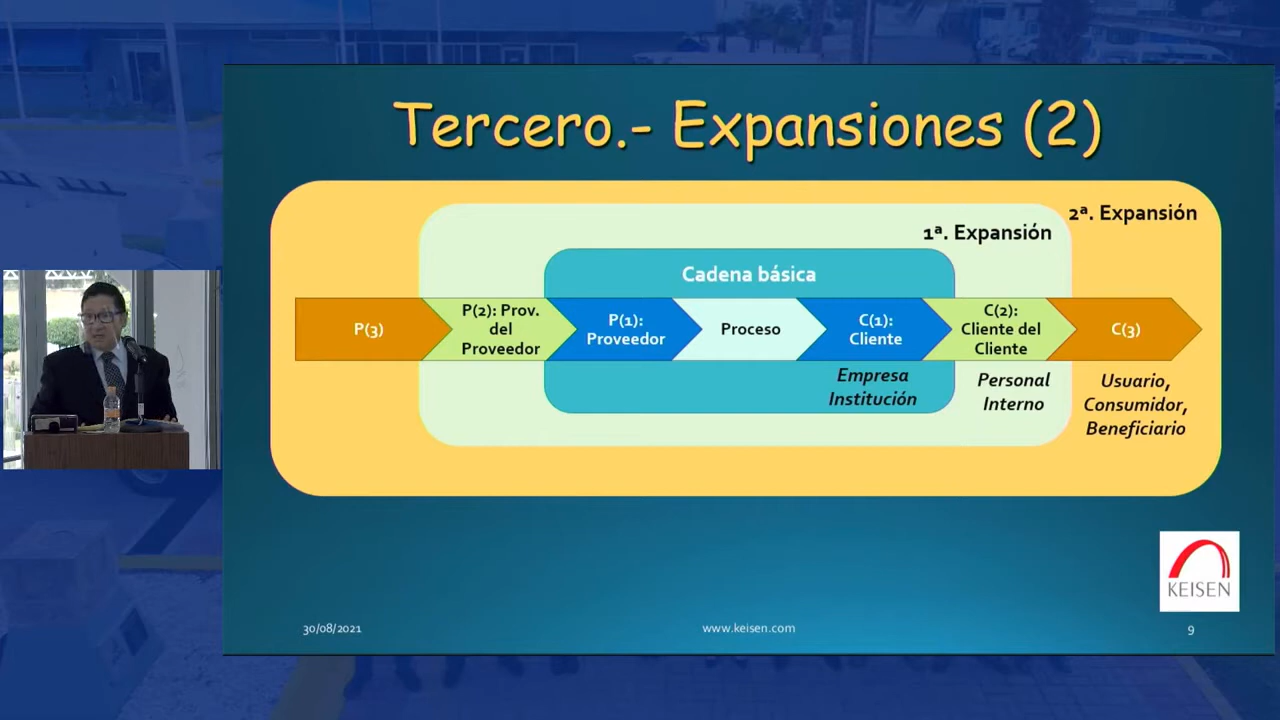 Tercero.- Expansiones (2)
2ª. Expansión
1ª. Expansión
Cadena básica
P(3)
P(2): Prov.
del
Proveedor
P(1):
Proveedor
Proceso
C(1):
Cliente
C(2):
Cliente del
Cliente
C(3)
Empresa
Institución
Personal
Interno
Usuario,
Consumidor,
Beneficiario
KEISEN
30/08/2021
www.keisen.com
9